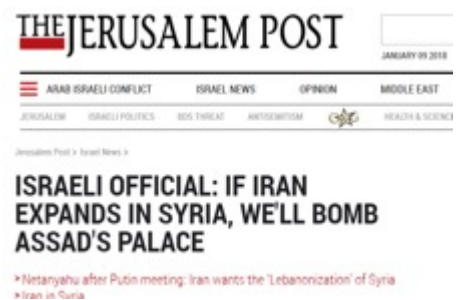 THE JERUSALEM POST
JANUARY 09 2018
ARAB ISRAELI CONFLICT ISRAEL NEWS OPINION MIDDLE EAST
JERUSALEM ISRAELI POLITICS BDS THREAT ANTISEMITISM HEALTH & SCIENCE
Jerusalem Post > Israel News >
ISRAELI OFFICIAL: IF IRAN
EXPANDS IN SYRIA, WE'LL BOMB
ASSAD'S PALACE
Netanyahu after Putin meeting: Iran wants the 'Lebanonization' of Syria
Iran in Syria